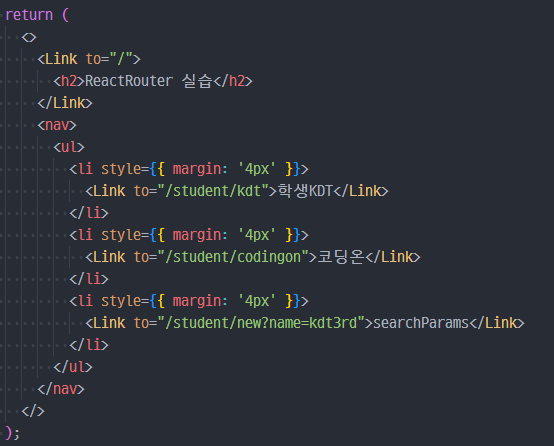 return (
<>
<Link to="/">
<h2>ReactRouter 실습</h2>
</Link>
<nav>
<ul>
<li style={{ margin: '4px' }}>
<Link to="/student/kdt">학생KDT</Link>
</li>
<li style={{ margin: '4px' }}>
<Link to="/student/codingon">코딩온</Link>
</li>
<li style={{ margin: '4px' }}>
<Link to="/student/new?name=kdt3rd">searchParams</Link>
</li>
</ul>
</nav>
</>
);